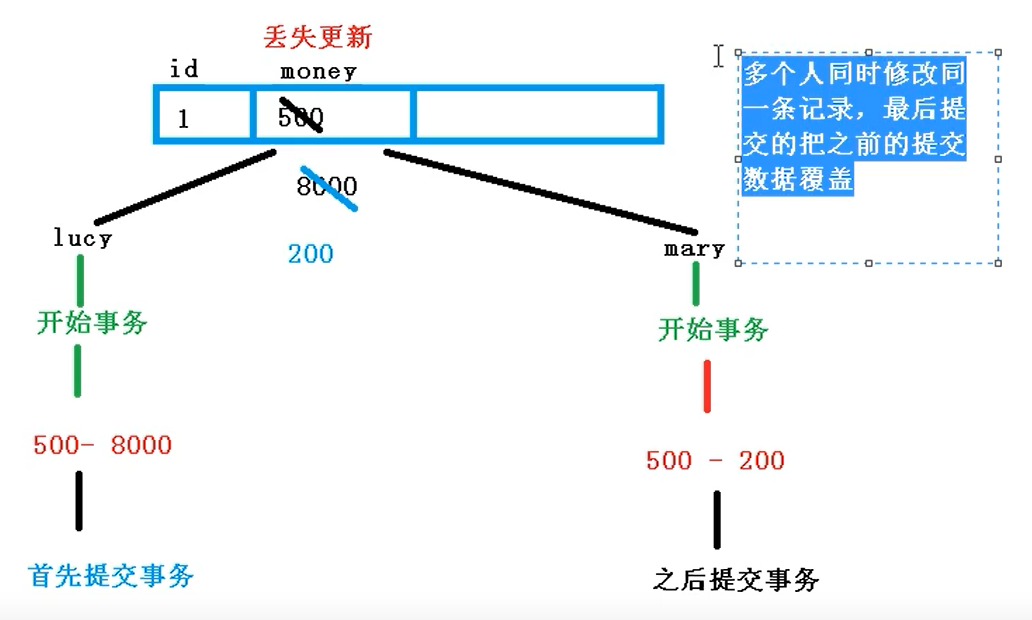 丢失更新
id
money
1
500
8000
200
多个人同时修改同
一条记录，最后提
交的把之前的提交
数据覆盖
lucy
mary
开始事务
开始事务
500- 8000
500 - 200
首先提交事务
之后提交事务